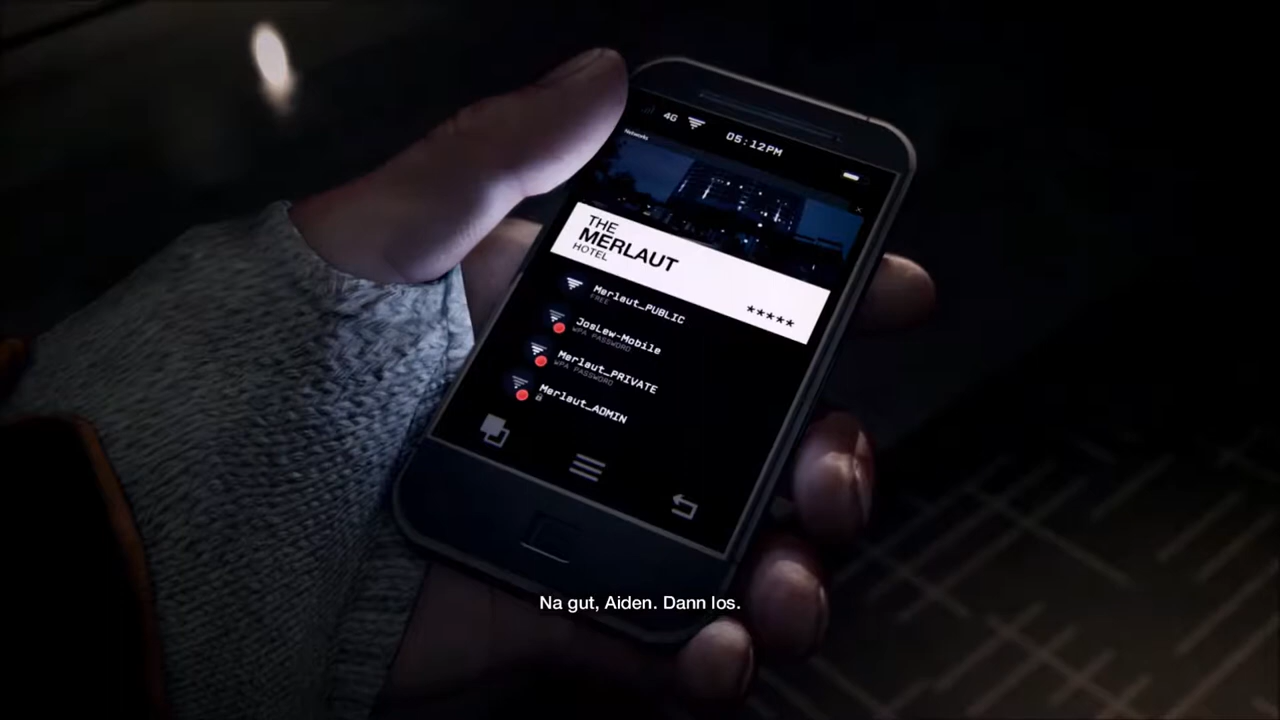 4G 05:12PM
Networks
THE
MERLAUT
HOTEL
★★★★★
Merlaut_PUBLIC
FREE
JosLew-Mobile
WPA PASSWORD
Merlaut_PRIVATE
WPA PASSWORD
Merlaut_ADMIN
Na gut, Aiden. Dann los.